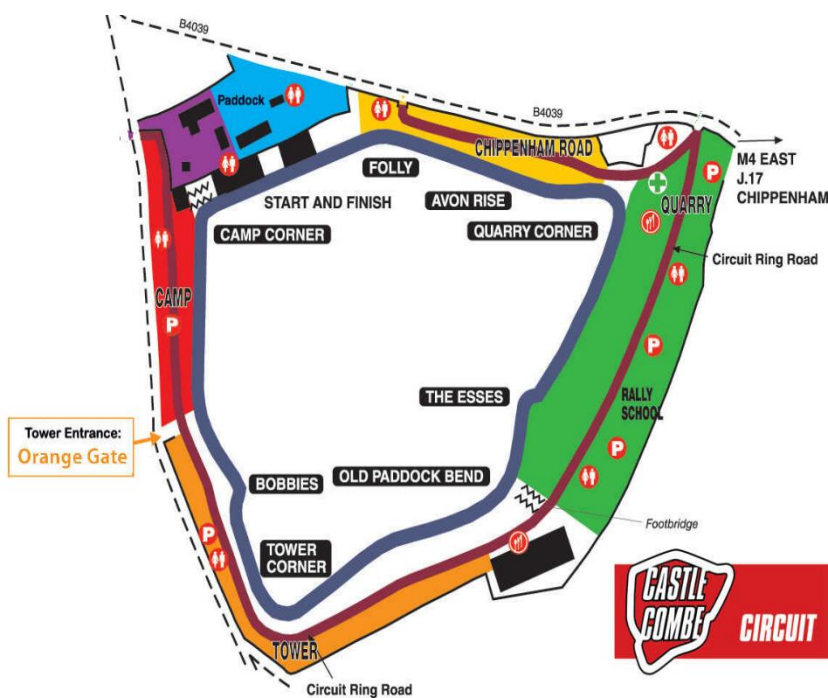 B4039
Paddock
B4039
CHIPPENHAM ROAD
M4 EAST
J.17
CHIPPENHAM
P
FOLLY
START AND FINISH
AVON RISE
QUARRY
CAMP CORNER
QUARRY CORNER
Circuit Ring Road
CAMP
P
P
THE ESSES
RALLY
SCHOOL
Tower Entrance:
Orange Gate
P
OLD PADDOCK BEND
BOBBIES
Footbridge
P
TOWER
CORNER
CASTLE
COMBE
CIRCUIT
TOWER
Circuit Ring Road